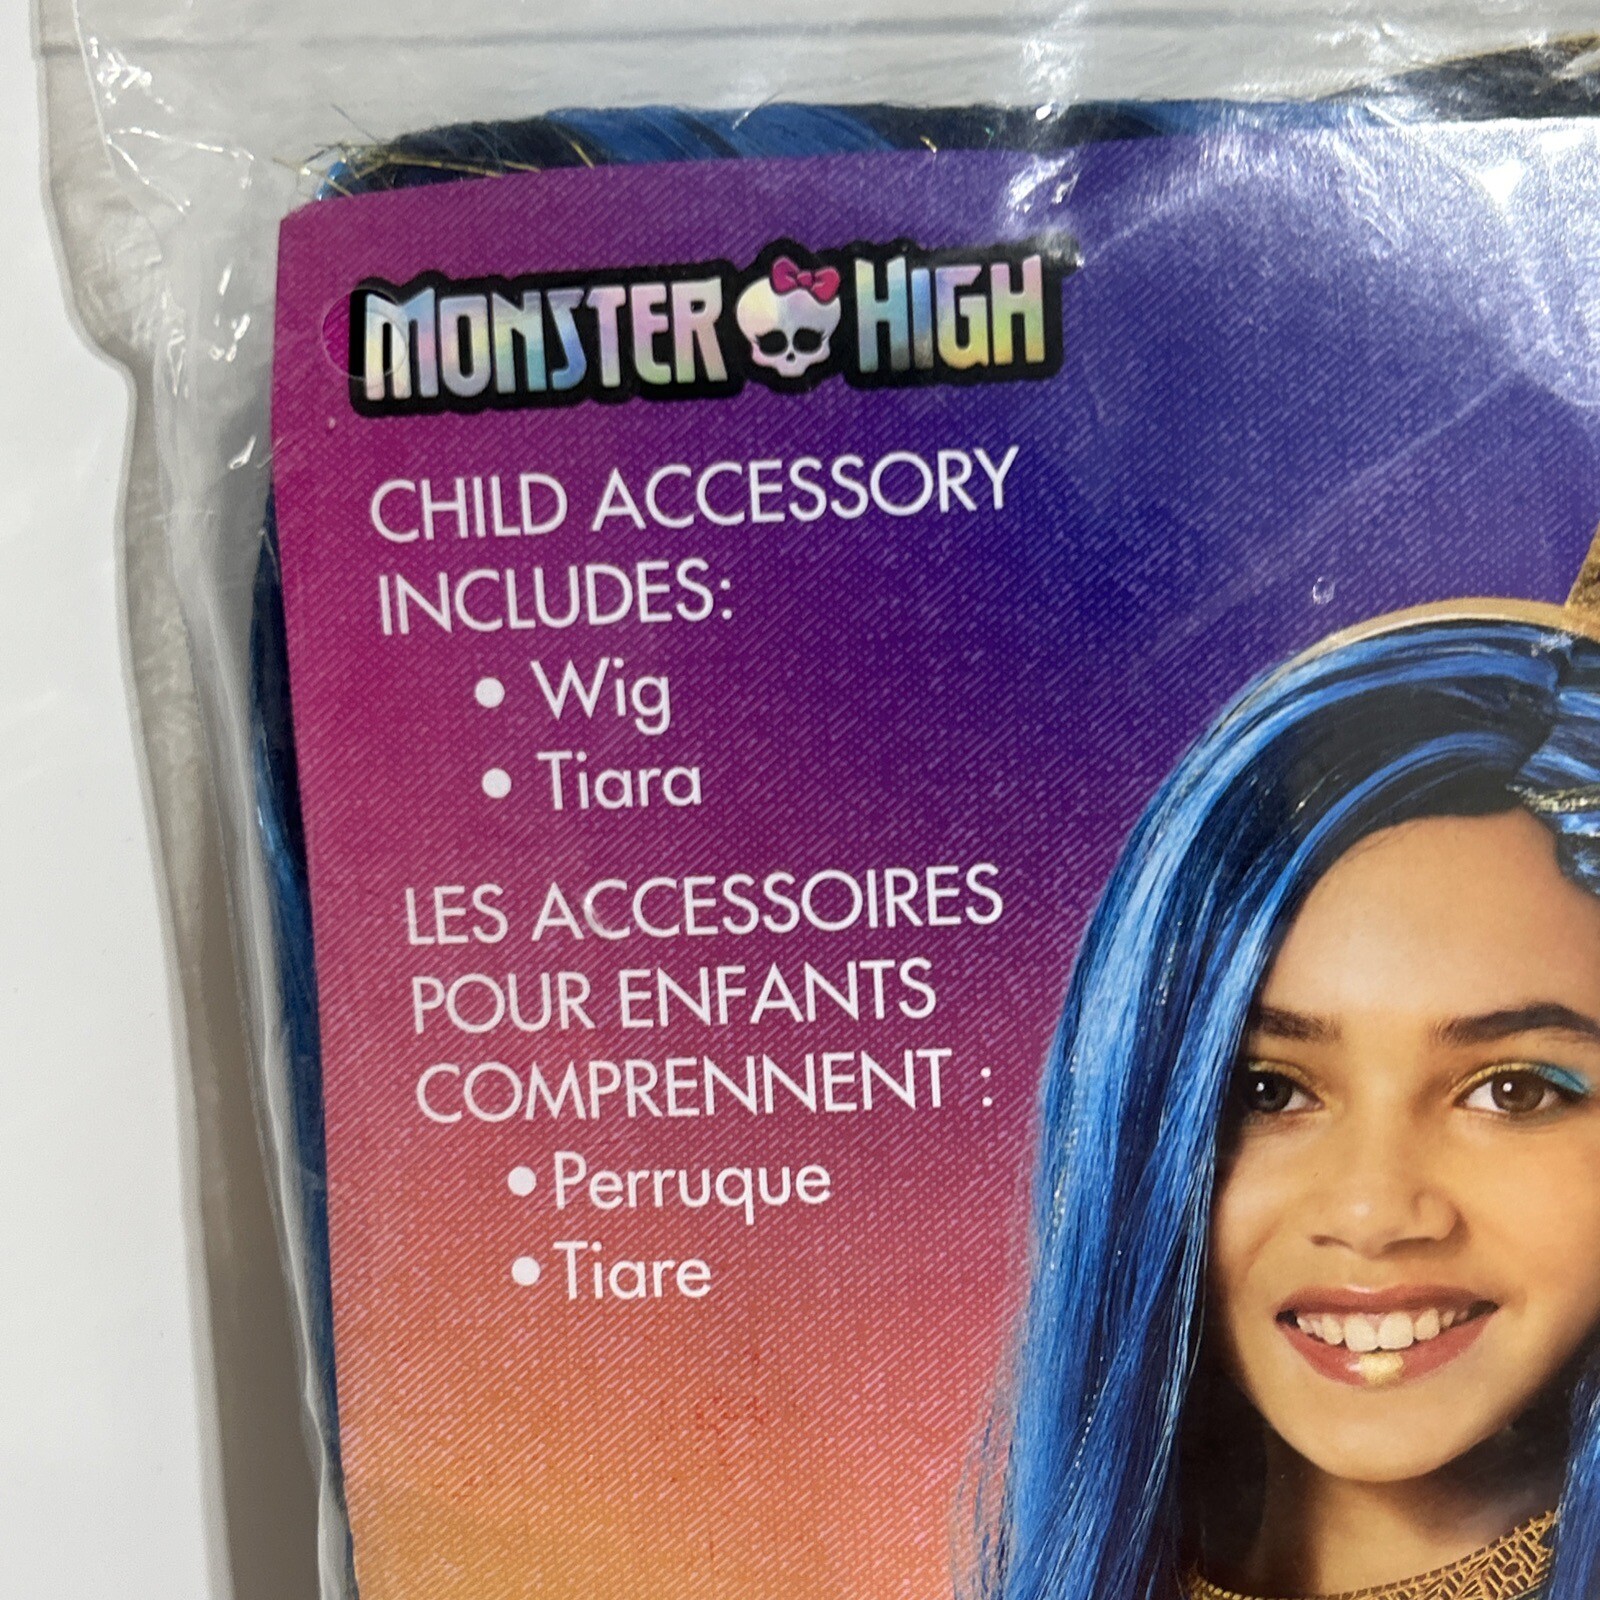 MONSTER HIGH
CHILD ACCESSORY
INCLUDES:
• Wig
• Tiara
LES ACCESSOIRES
POUR ENFANTS
COMPRENNENT :
• Perruque
• Tiare